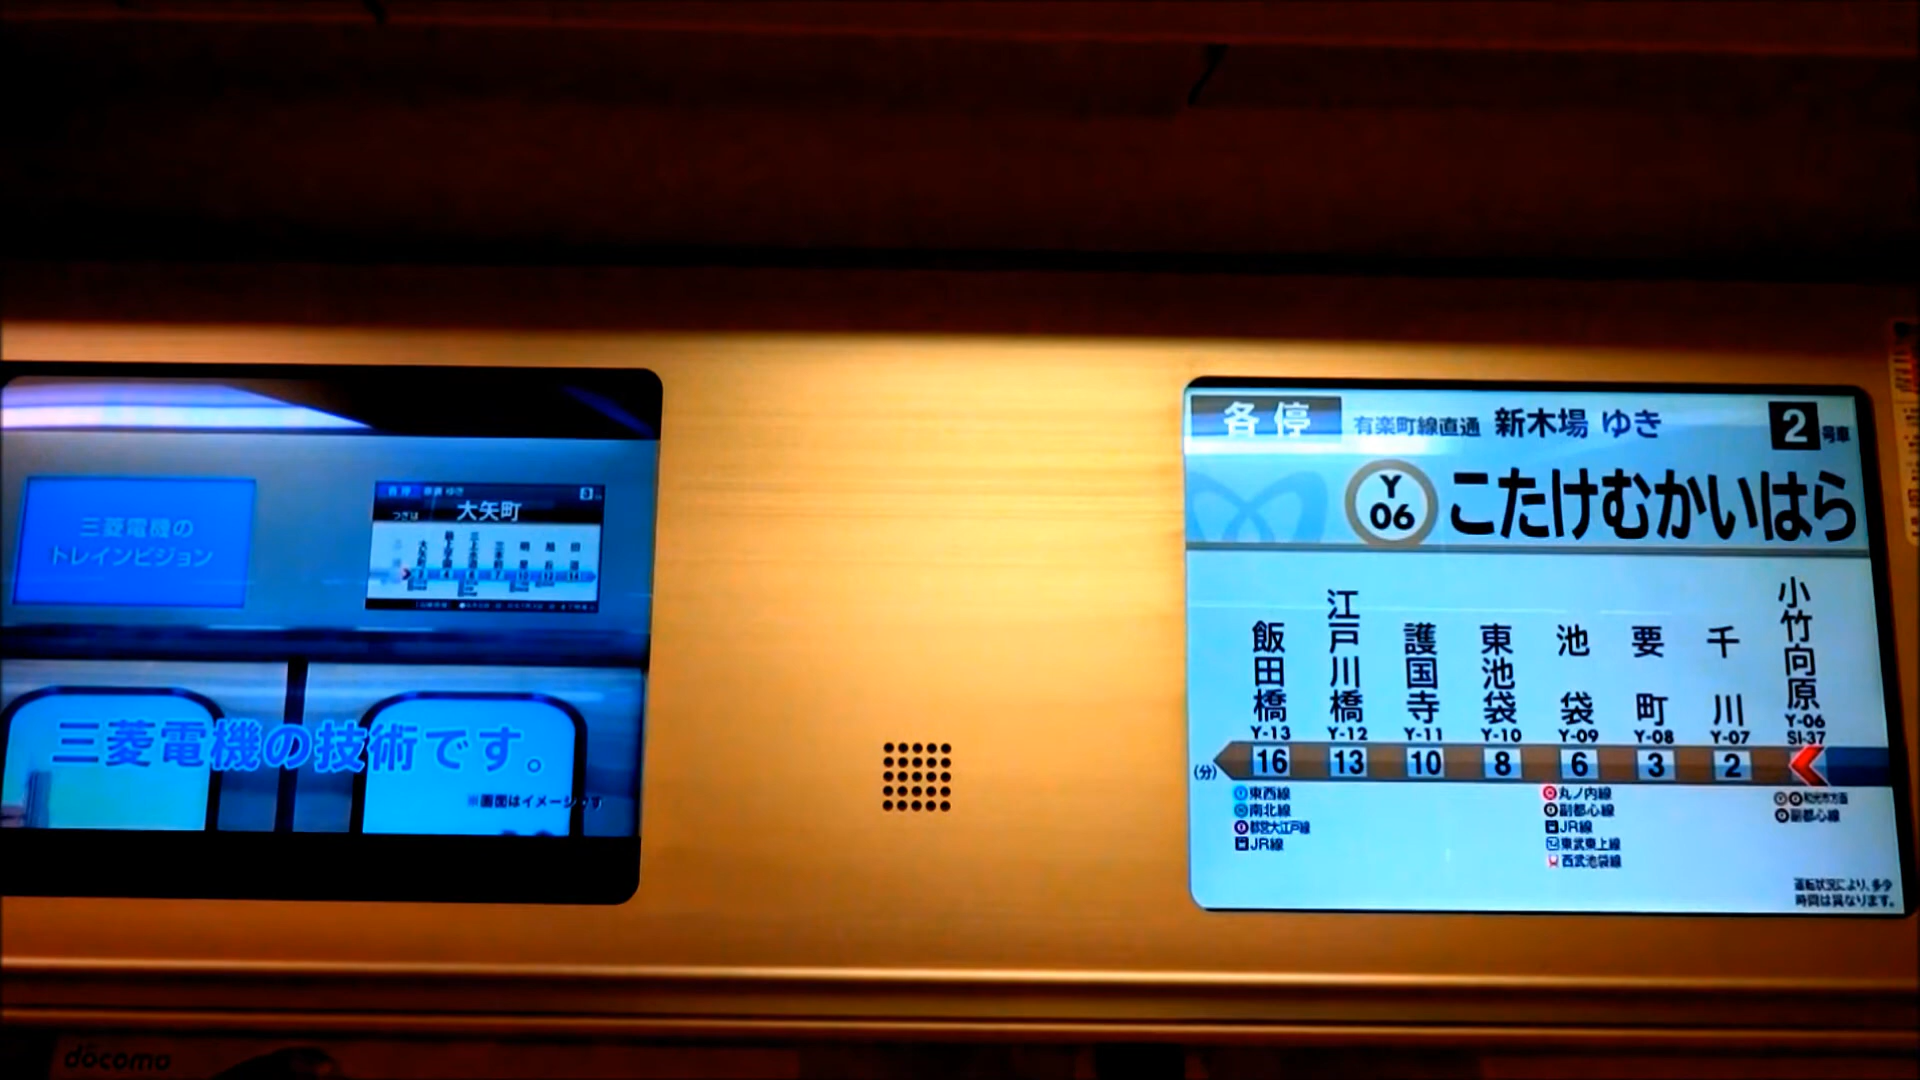 三菱電機の
トレインビジョン
大矢町
つぎは
三菱電機の技術です。
※画面はイメージです
各停
有楽町線直通 新木場 ゆき
2号車
Y
06
こたけむかいはら
飯田橋
江戸川橋
護国寺
東池袋
池袋
要町
千川
小竹向原
Y-13 Y-12 Y-11 Y-10 Y-09 Y-08 Y-07 Y-06
SI-37
(分) 16 13 10 8 6 3 2
東西線
南北線
都営大江戸線
JR線
丸ノ内線
副都心線
JR線
東武東上線
西武池袋線
和光市方面
副都心線
運転状況により、多少
時間は異なります。
docomo